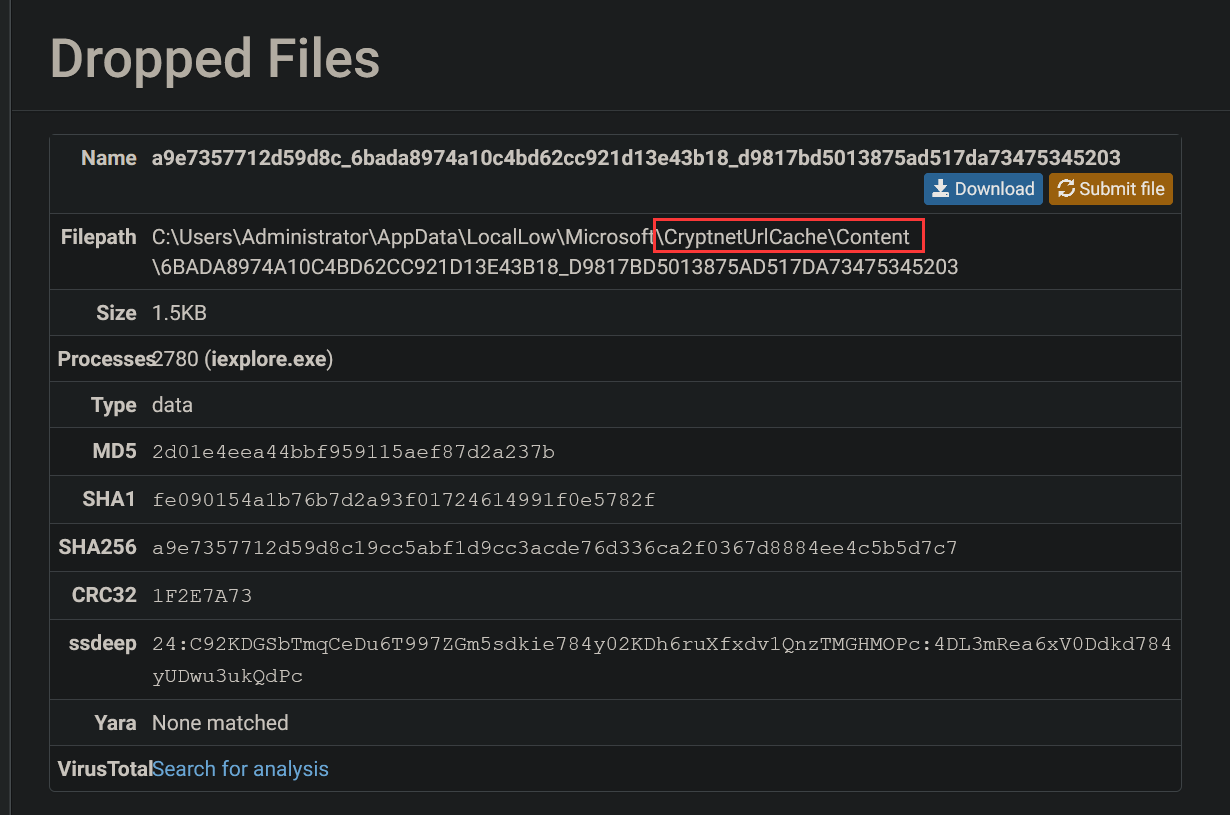 Dropped Files
Name a9e7357712d59d8c_6bada8974a10c4bd62cc921d13e43b18_d9817bd5013875ad517da73475345203
Download Submit file
Filepath C:\Users\Administrator\AppData\LocalLow\Microsoft\CryptnetUrlCache\Content
\6BADA8974A10C4BD62CC921D13E43B18_D9817BD5013875AD517DA73475345203
Size 1.5KB
Processes 2780 (iexplore.exe)
Type data
MD5 2d01e4eea44bbf959115aef87d2a237b
SHA1 fe090154a1b76b7d2a93f01724614991f0e5782f
SHA256 a9e7357712d59d8c19cc5abf1d9cc3acde76d336ca2f0367d8884ee4c5b5d7c7
CRC32 1F2E7A73
ssdeep 24:C92KDGSbTmqCeDu6T997ZGm5sdkie784y02KDh6ruXfxdv1QnzTMGHMOPc:4DL3mRea6xV0Ddkd784
yUDwu3ukQdPc
Yara None matched
VirusTotal Search for analysis